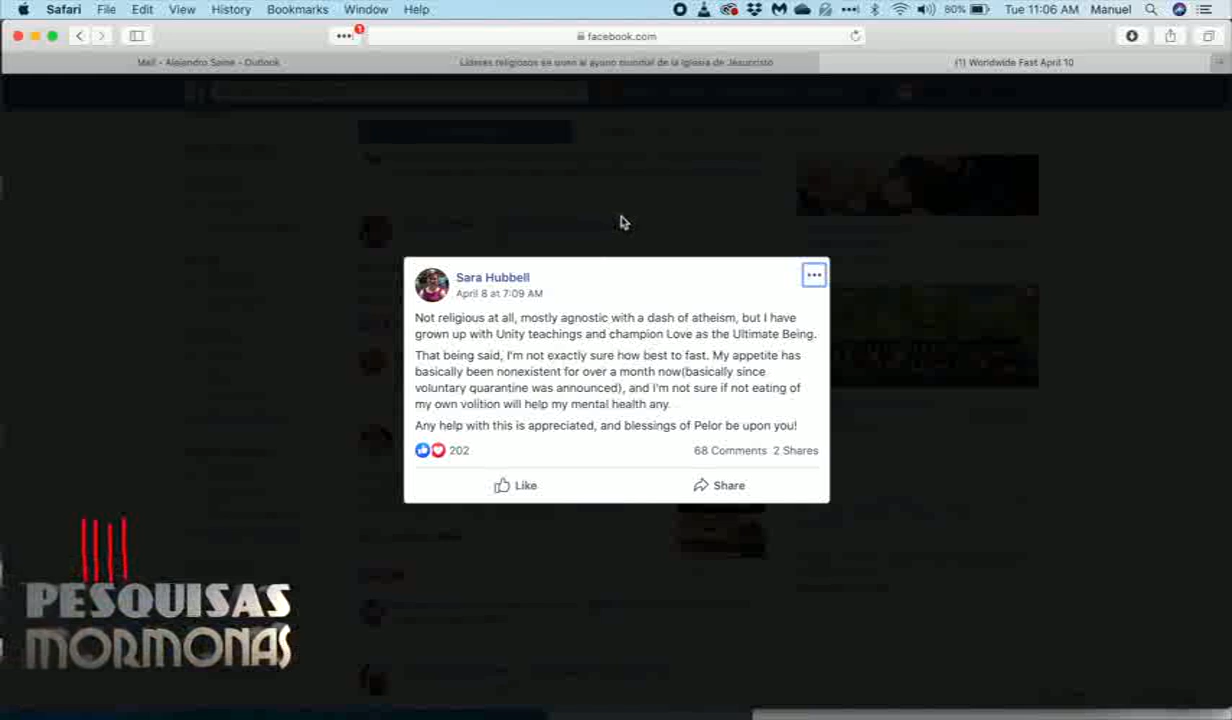 Safari File Edit View History Bookmarks Window Help
80% Tue 11:06 AM Manuel
1
facebook.com
Mail - Alejandro Saine - Outlook
Líderes religiosos se unen al ayuno mundial de la Iglesia de Jesucristo
(1) Worldwide Fast April 10
Sara Hubbell
April 8 at 7:09 AM
Not religious at all, mostly agnostic with a dash of atheism, but I have
grown up with Unity teachings and champion Love as the Ultimate Being.
That being said, I'm not exactly sure how best to fast. My appetite has
basically been nonexistent for over a month now(basically since
voluntary quarantine was announced), and I'm not sure if not eating of
my own volition will help my mental health any.
Any help with this is appreciated, and blessings of Pelor be upon you!
202
68 Comments 2 Shares
Like
Share
PESQUISAS
MORMONAS